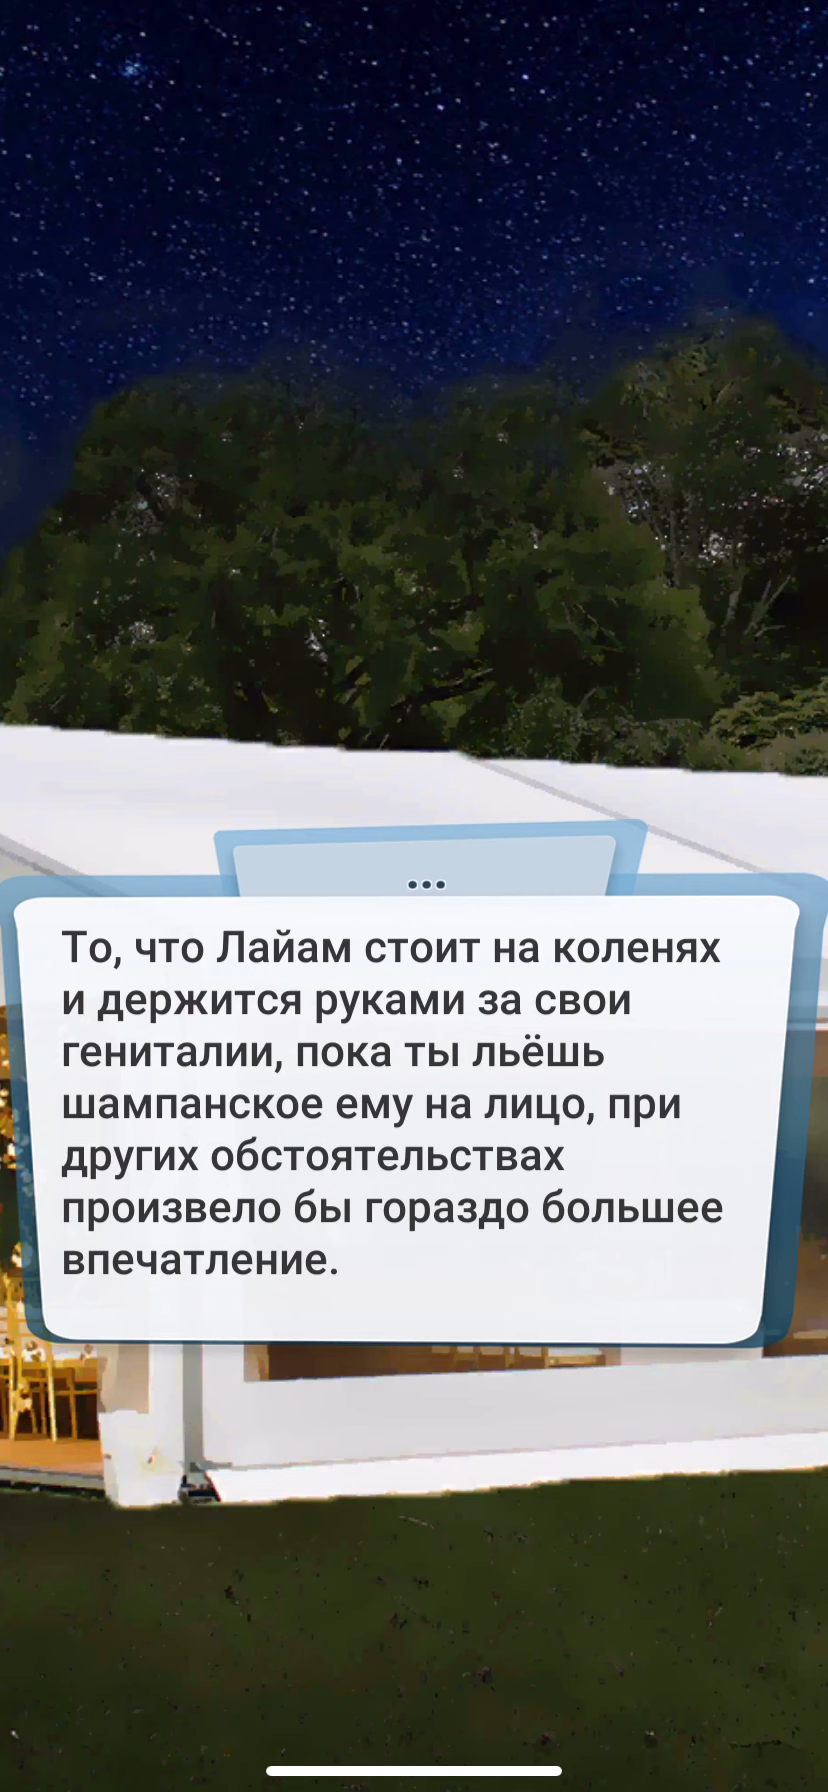 ...
То, что Лайам стоит на коленях
и держится руками за свои
гениталии, пока ты льёшь
шампанское ему на лицо, при
других обстоятельствах
произвело бы гораздо большее
впечатление.